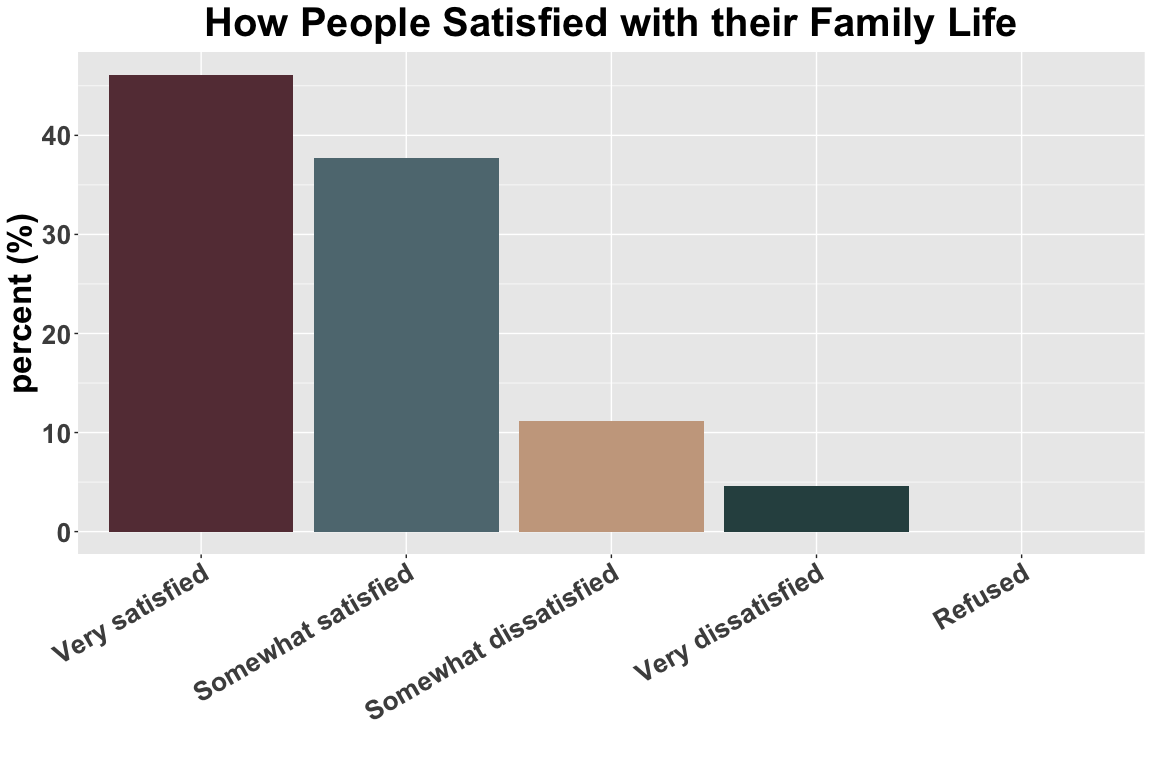 How People Satisfied with their Family Life
percent (%)
40
30
20
10
0
Very satisfied
Somewhat satisfied
Somewhat dissatisfied
Very dissatisfied
Refused